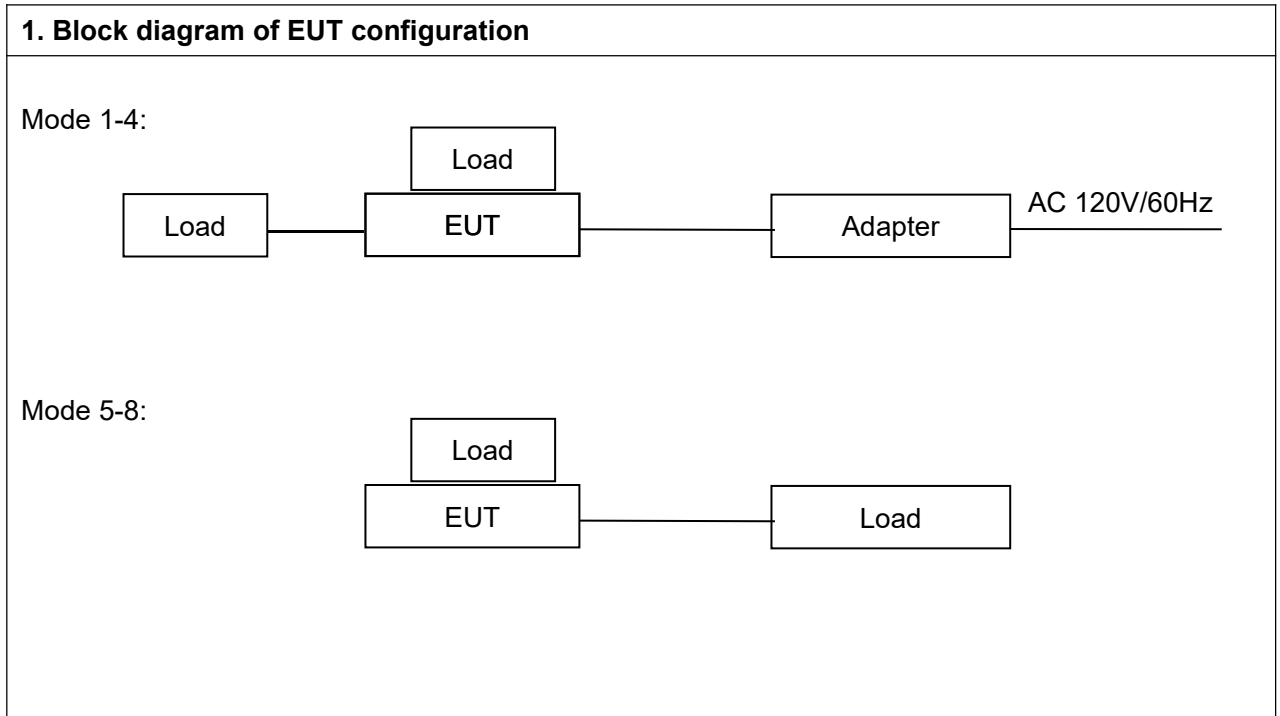 1. Block diagram of EUT configuration
Mode 1-4:
Load
Load
EUT
Adapter
AC 120V/60Hz
Mode 5-8:
Load
EUT
Load